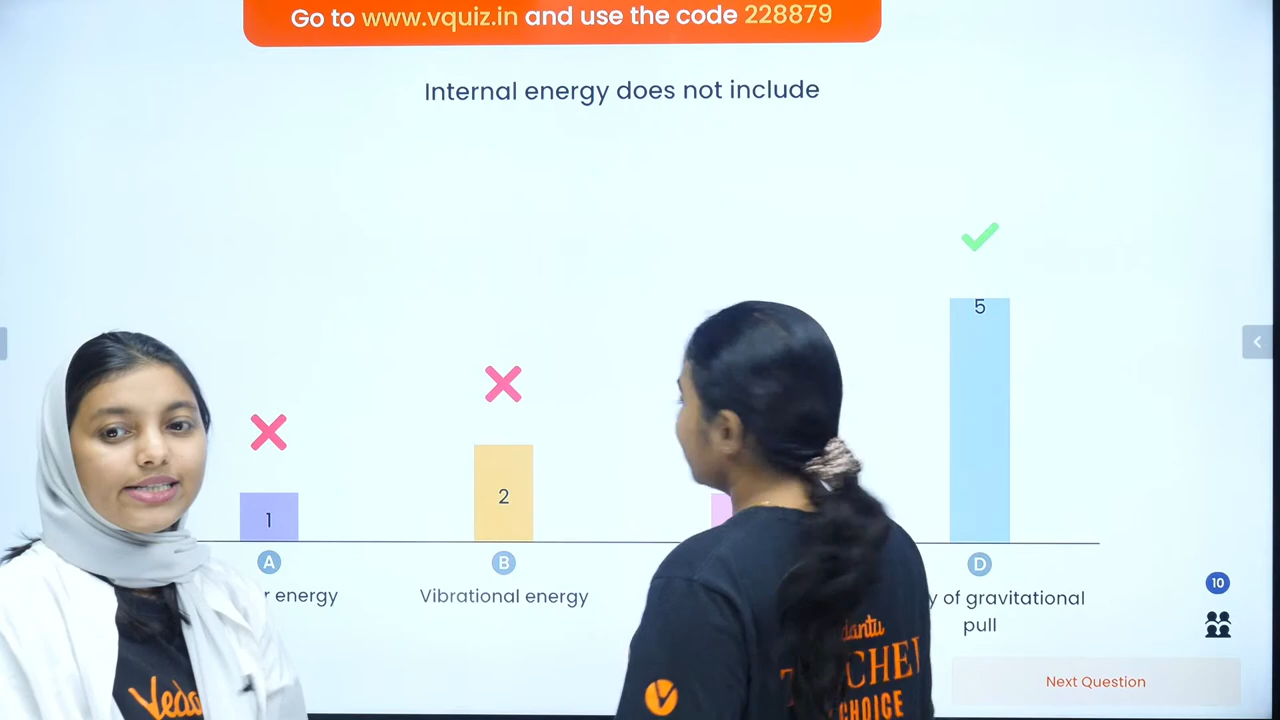 Go to www.vquiz.in and use the code 228879
Internal energy does not include
5
2
1
A
B
D
r energy
Vibrational energy
y of gravitational
pull
10
Next Question
CHOICE